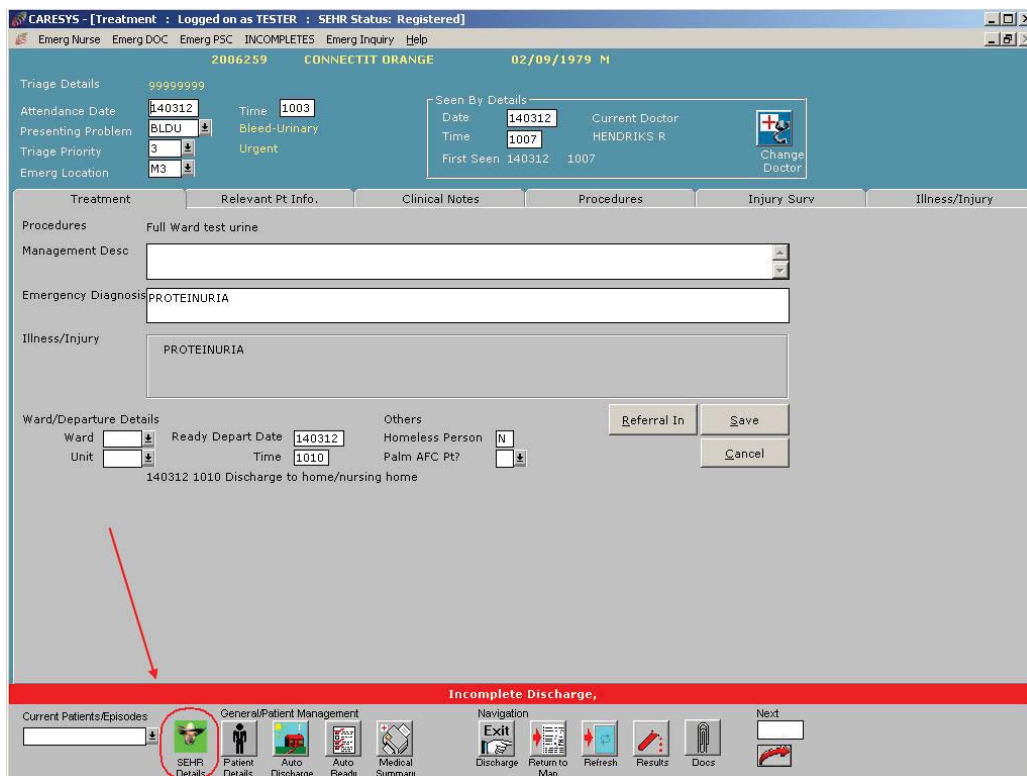 CARESYS - [Treatment : Logged on as TESTER : SEHR Status: Registered]
Emerg Nurse Emerg DOC Emerg PSC INCOMPLETES Emerg Inquiry Help
2006259 CONNECTIT ORANGE 02/09/1979 M
Triage Details 99999999
Attendance Date 140312 Time 1003
Presenting Problem BLDU Bleed-Urinary
Triage Priority 3 Urgent
Emerg Location M3
Seen By Details
Date 140312 Current Doctor
Time 1007 HENDRIKS R
First Seen 140312 1007
Change
Doctor
Treatment Relevant Pt Info. Clinical Notes Procedures Injury Surv Illness/Injury
Procedures Full Ward test urine
Management Desc
Emergency Diagnosis PROTEINURIA
Illness/Injury PROTEINURIA
Ward/Departure Details Others Referral In Save
Ward Ready Depart Date 140312 Homeless Person N
Unit Time 1010 Palm AFC Pt? Cancel
140312 1010 Discharge to home/nursing home
Incomplete Discharge,
Current Patients/Episodes General/Patient Management Navigation Next
Exit
SEHR Patient Auto Auto Medical Discharge Return to Refresh Results Docs
Details Details Discharge Ready Summary Map